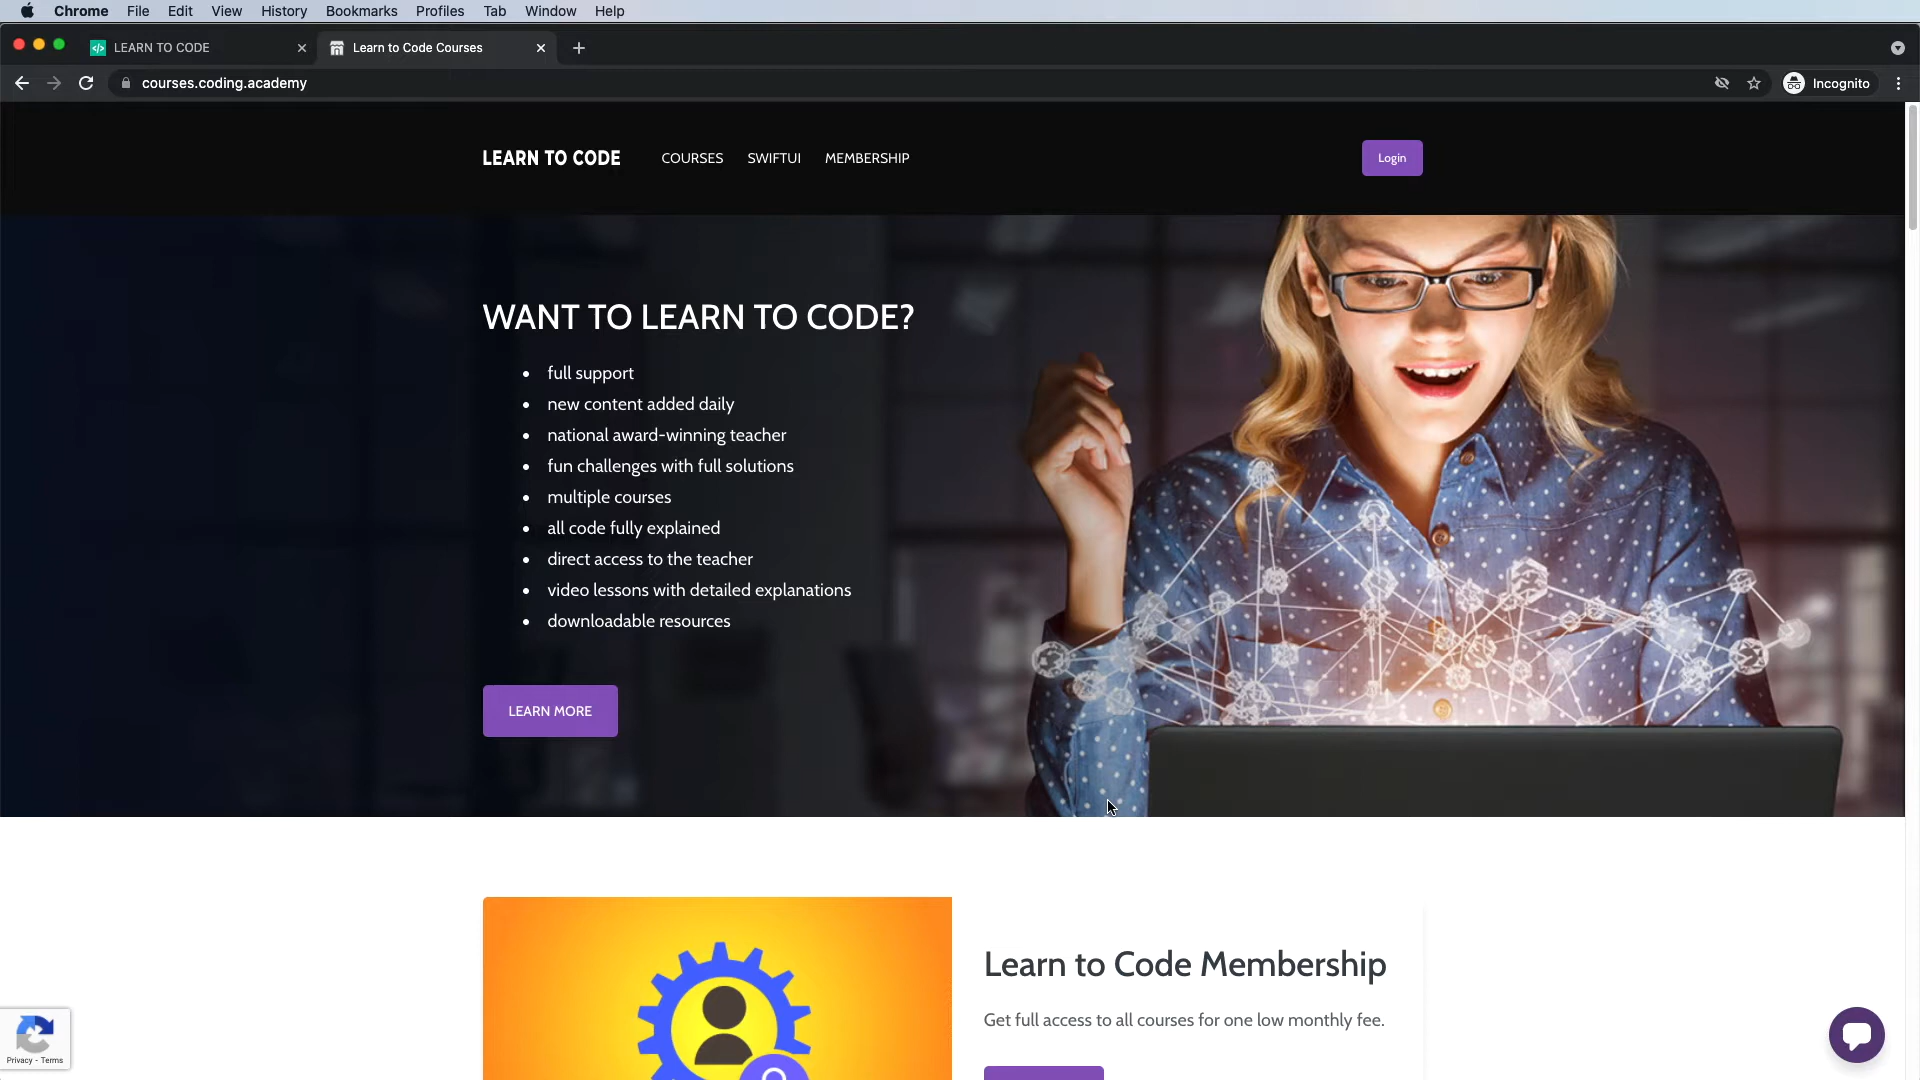 Chrome File Edit View History Bookmarks Profiles Tab Window Help
LEARN TO CODE
Learn to Code Courses
courses.coding.academy
Incognito
LEARN TO CODE
COURSES SWIFTUI MEMBERSHIP
Login
WANT TO LEARN TO CODE?
full support
new content added daily
national award-winning teacher
fun challenges with full solutions
multiple courses
all code fully explained
direct access to the teacher
video lessons with detailed explanations
downloadable resources
LEARN MORE
Learn to Code Membership
Get full access to all courses for one low monthly fee.
Privacy - Terms